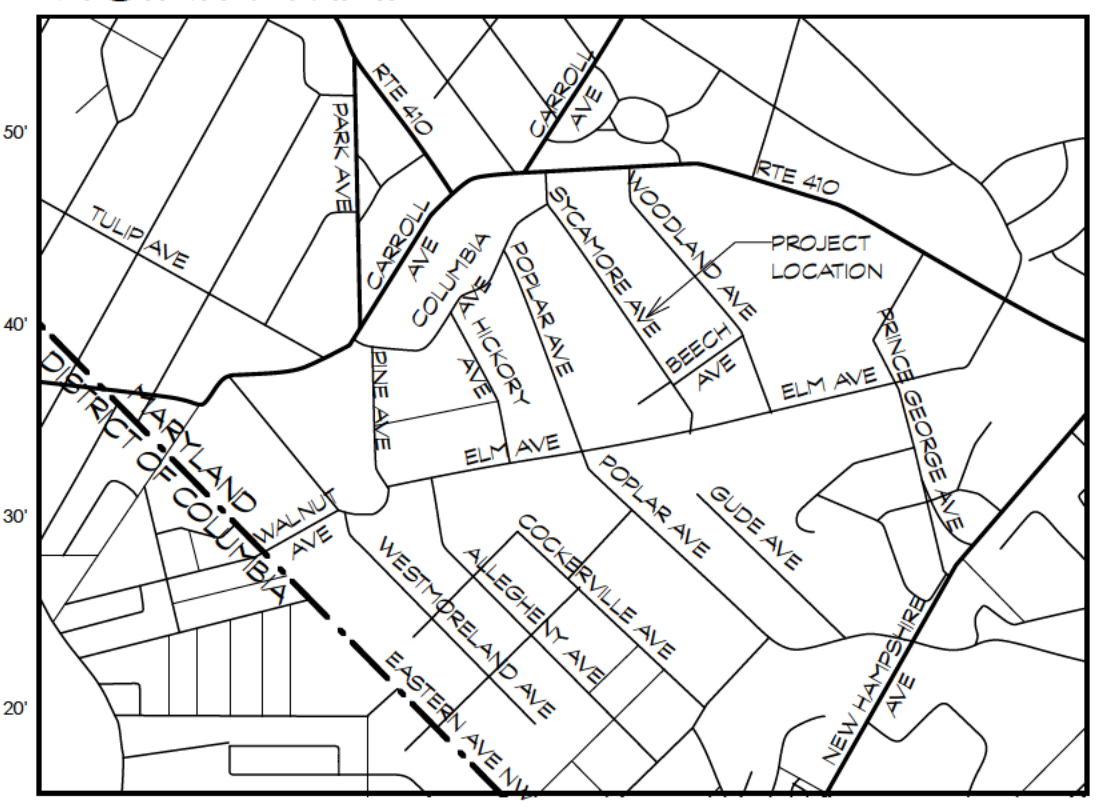 50'
40'
30'
20'
RTE 410
CARROLL
AVE
PARK AVE
RTE 410
TULIP AVE
CARROLL
AVE
COLUMBIA
AVE
SYCAMORE AVE
WOODLAND AVE
PROJECT
LOCATION
POPLAR AVE
HICKORY
AVE
BEECH
AVE
PRINCE GEORGE AVE
ELM AVE
PINE AVE
ELM AVE
MARYLAND
DISTRICT OF COLUMBIA
WALNUT
AVE
POPLAR AVE
GUDE AVE
COCKERVILLE AVE
ALLEGHENY AVE
WESTMORELAND AVE
EASTERN AVE NW
NEW HAMPSHIRE
AVE